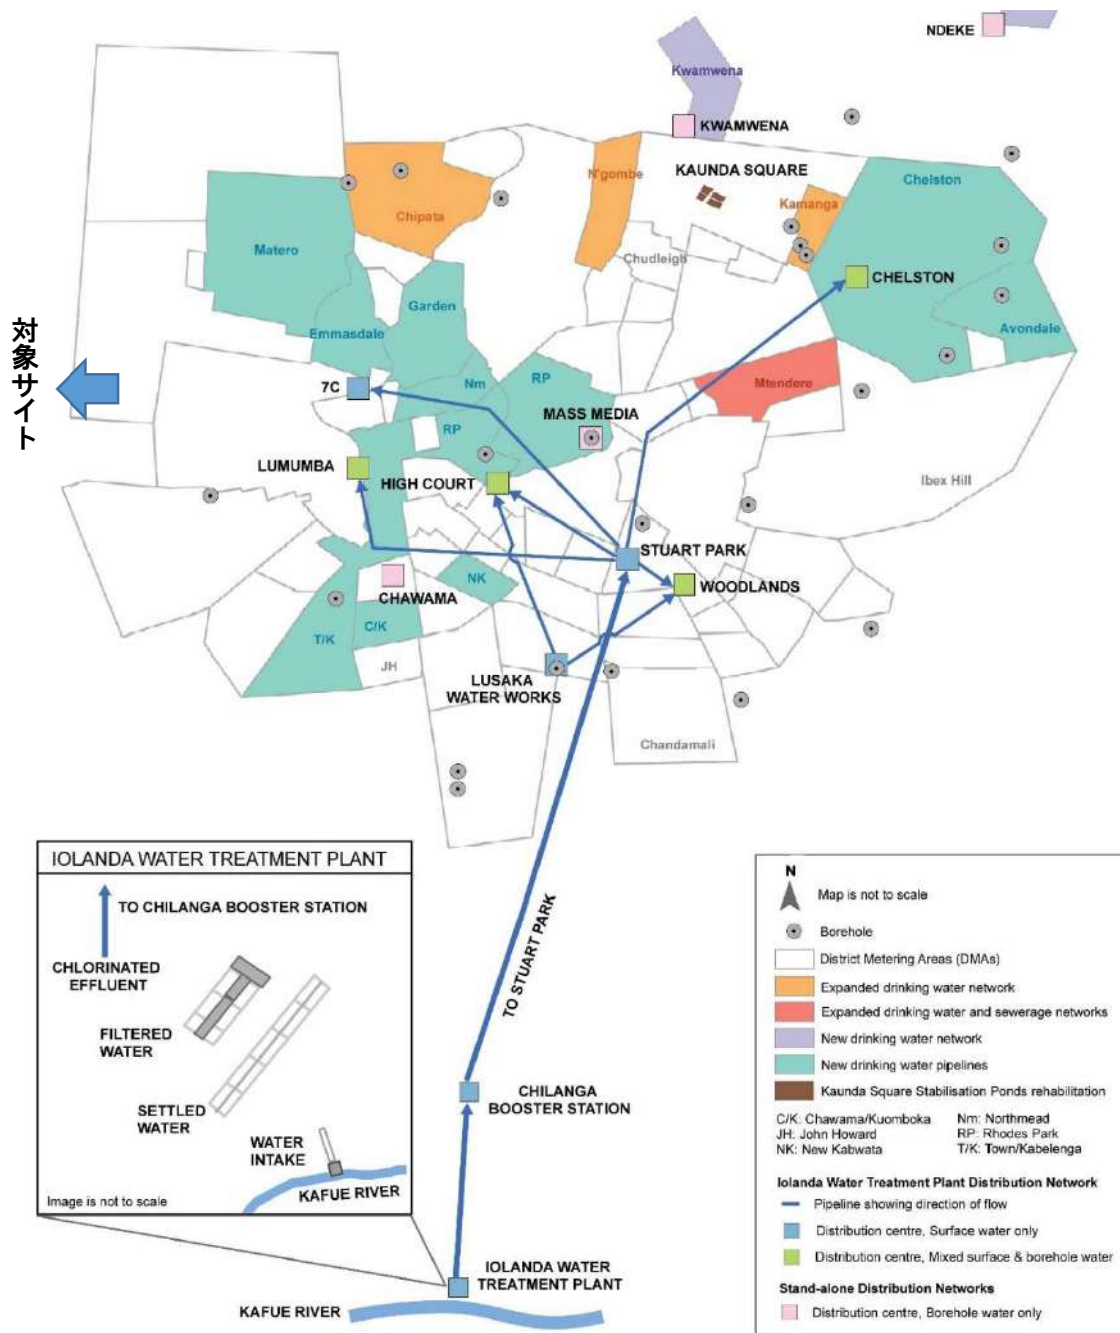 NDEKE
Kwamwena
KWAMWENA
KAUNDA SQUARE
N'gombe
Chelston
Chipata
Kamanga
Matero
Chudleigh
CHELSTON
Garden
Emmasdale
Avondale
対象サイト
7C
Nm
RP
Mtendere
MASS MEDIA
RP
LUMUMBA
HIGH COURT
Ibex Hill
STUART PARK
NK
WOODLANDS
CHAWAMA
C/K
T/K
JH
LUSAKA
WATER WORKS
Chandamali
IOLANDA WATER TREATMENT PLANT
TO CHILANGA BOOSTER STATION
CHLORINATED
EFFLUENT
FILTERED
WATER
SETTLED
WATER
WATER
INTAKE
KAFUE RIVER
Image is not to scale
TO STUART PARK
CHILANGA
BOOSTER STATION
IOLANDA WATER
TREATMENT PLANT
KAFUE RIVER
N
Map is not to scale
Borehole
District Metering Areas (DMAs)
Expanded drinking water network
Expanded drinking water and sewerage networks
New drinking water network
New drinking water pipelines
Kaunda Square Stabilisation Ponds rehabilitation
C/K: Chawama/Kuomboka
Nm: Northmead
JH: John Howard
RP: Rhodes Park
NK: New Kabwata
T/K: Town/Kabelenga
Iolanda Water Treatment Plant Distribution Network
Pipeline showing direction of flow
Distribution centre, Surface water only
Distribution centre, Mixed surface & borehole water
Stand-alone Distribution Networks
Distribution centre, Borehole water only